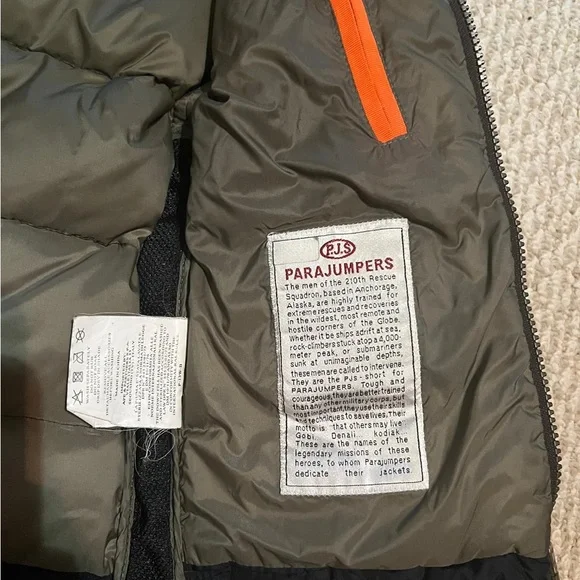 P.J.S
PARAJUMPERS
The men of the 210th Rescue
Squadron, based in Anchorage,
Alaska, are highly trained for
extreme rescues and recoveries
in the wildest, most remote and
hostile corners of the Globe.
Whether it be ships adrift at sea,
rock-climbers stuck atop a 4,000-
meter peak, or submariners
sunk at unimaginable depths,
these men are called to intervene.
They are the PJs -short for
PARAJUMPERS. Tough and
courageous, they are better trained
than any other military corps, but
most important, they use their skills
and techniques to save lives. Their
motto is that others may live
Gobi. Denali... kodiak...
These are the names of the
legendary missions of these
heroes, to whom Parajumpers
dedicate their Jackets